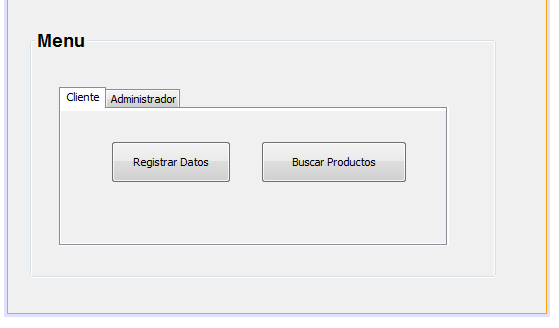 Menu
Cliente Administrador
Registrar Datos Buscar Productos